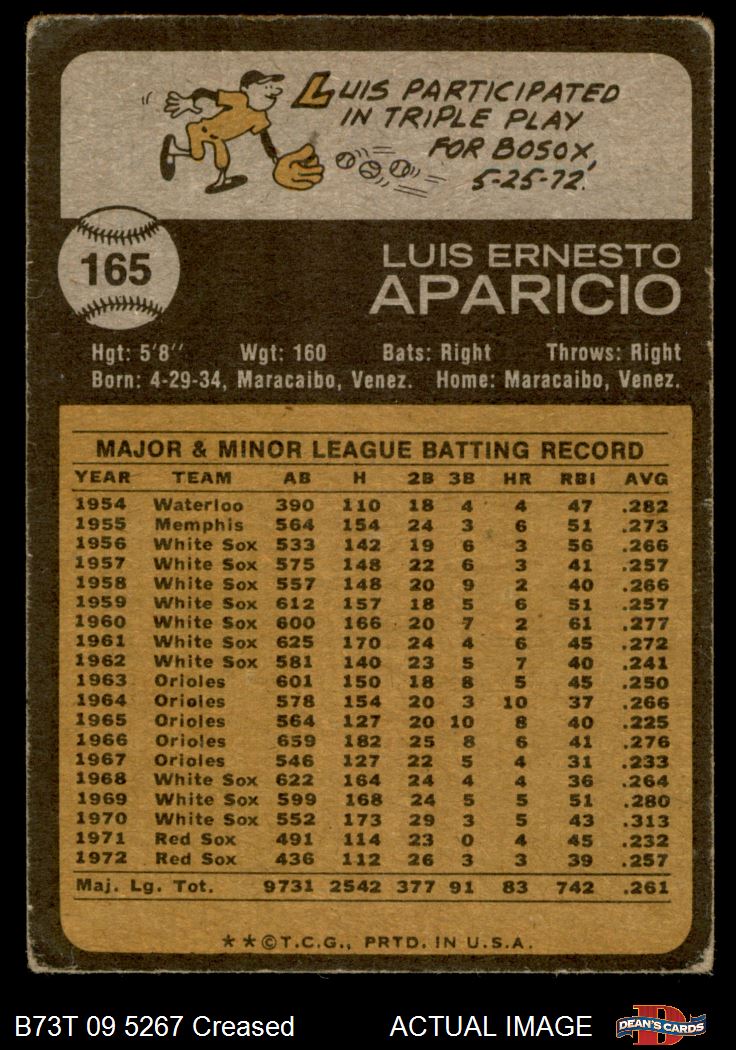 LUIS PARTICIPATED
IN TRIPLE PLAY
FOR BOSOX,
5-25-72.
165
LUIS ERNESTO
APARICIO
Hgt: 5'8" Wgt: 160 Bats: Right Throws: Right
Born: 4-29-34, Maracaibo, Venez. Home: Maracaibo, Venez.
MAJOR & MINOR LEAGUE BATTING RECORD
YEAR TEAM AB H 2B 3B HR RBI AVG
1954 Waterloo 390 110 18 4 4 47 .282
1955 Memphis 564 154 24 3 6 51 .273
1956 White Sox 533 142 19 6 3 56 .266
1957 White Sox 575 148 22 6 3 41 .257
1958 White Sox 557 148 20 9 2 40 .266
1959 White Sox 612 157 18 5 6 51 .257
1960 White Sox 600 166 20 7 2 61 .277
1961 White Sox 625 170 24 4 6 45 .272
1962 White Sox 581 140 23 5 7 40 .241
1963 Orioles 601 150 18 8 5 45 .250
1964 Orioles 578 154 20 3 10 37 .266
1965 Orioles 564 127 20 10 8 40 .225
1966 Orioles 659 182 25 8 6 41 .276
1967 Orioles 546 127 22 5 4 31 .233
1968 White Sox 622 164 24 4 4 36 .264
1969 White Sox 599 168 24 5 5 51 .280
1970 White Sox 552 173 29 3 5 43 .313
1971 Red Sox 491 114 23 0 4 45 .232
1972 Red Sox 436 112 26 3 3 39 .257
Maj. Lg. Tot. 9731 2542 377 91 83 742 .261
**©T.C.G., PRTD. IN U.S.A.
B73T 09 5267 Creased ACTUAL IMAGE
D
DEAN'S CARDS